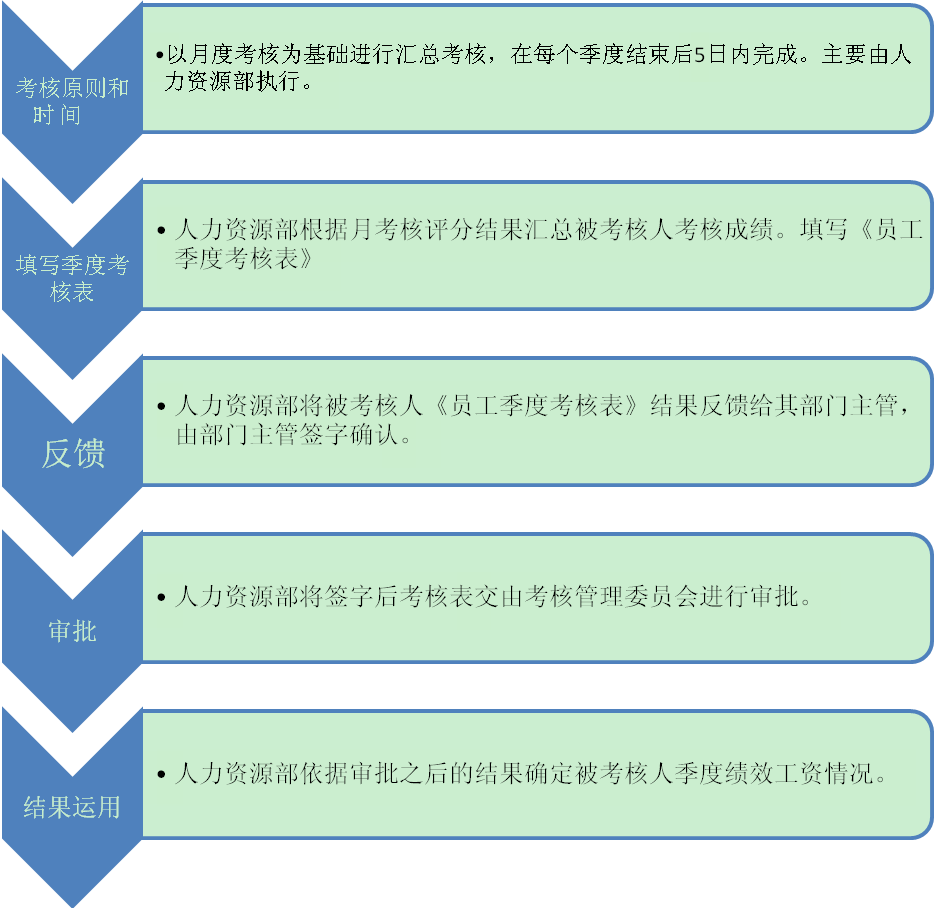 考核原则和
时间
•以月度考核为基础进行汇总考核，在每个季度结束后5日内完成。主要由人
力资源部执行。
填写季度考
核表
• 人力资源部根据月考核评分结果汇总被考核人考核成绩。填写《员工
季度考核表》
反馈
• 人力资源部将被考核人《员工季度考核表》结果反馈给其部门主管，
由部门主管签字确认。
审批
• 人力资源部将签字后考核表交由考核管理委员会进行审批。
结果运用
• 人力资源部依据审批之后的结果确定被考核人季度绩效工资情况。